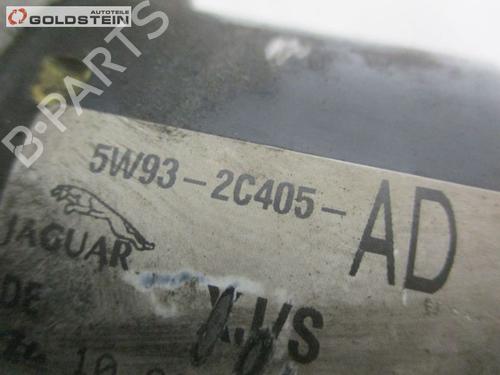 AUTOTEILE
GOLDSTEIN
B-PARTS
5W93-2C405-AD
JAGUAR
DE